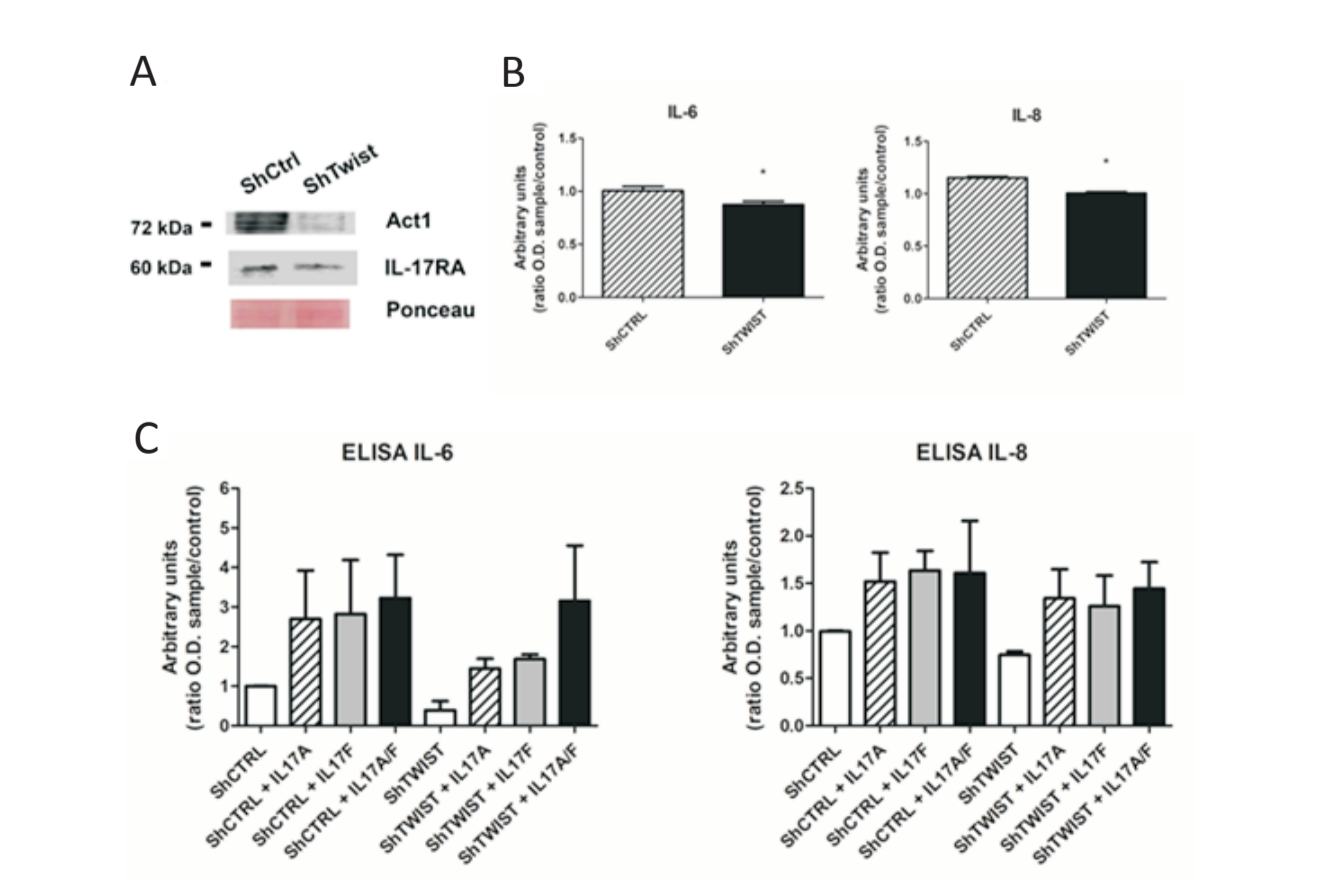 A
ShCtrl ShTwist
72 kDa - Act1
60 kDa - IL-17RA
Ponceau
B
IL-6
Arbitrary units
(ratio O.D. sample/control)
1.5
1.0
0.5
0.0
*
ShCTRL
ShTWIST
IL-8
Arbitrary units
(ratio O.D. sample/control)
1.5
1.0
0.5
0.0
*
ShCTRL
ShTWIST
C
ELISA IL-6
Arbitrary units
(ratio O.D. sample/control)
6
5
4
3
2
1
0
ShCTRL
ShCTRL + IL17A
ShCTRL + IL17F
ShCTRL + IL17A/F
ShTWIST
ShTWIST + IL17A
ShTWIST + IL17F
ShTWIST + IL17A/F
ELISA IL-8
Arbitrary units
(ratio O.D. sample/control)
2.5
2.0
1.5
1.0
0.5
0.0
ShCTRL
ShCTRL + IL17A
ShCTRL + IL17F
ShCTRL + IL17A/F
ShTWIST
ShTWIST + IL17A
ShTWIST + IL17F
ShTWIST + IL17A/F